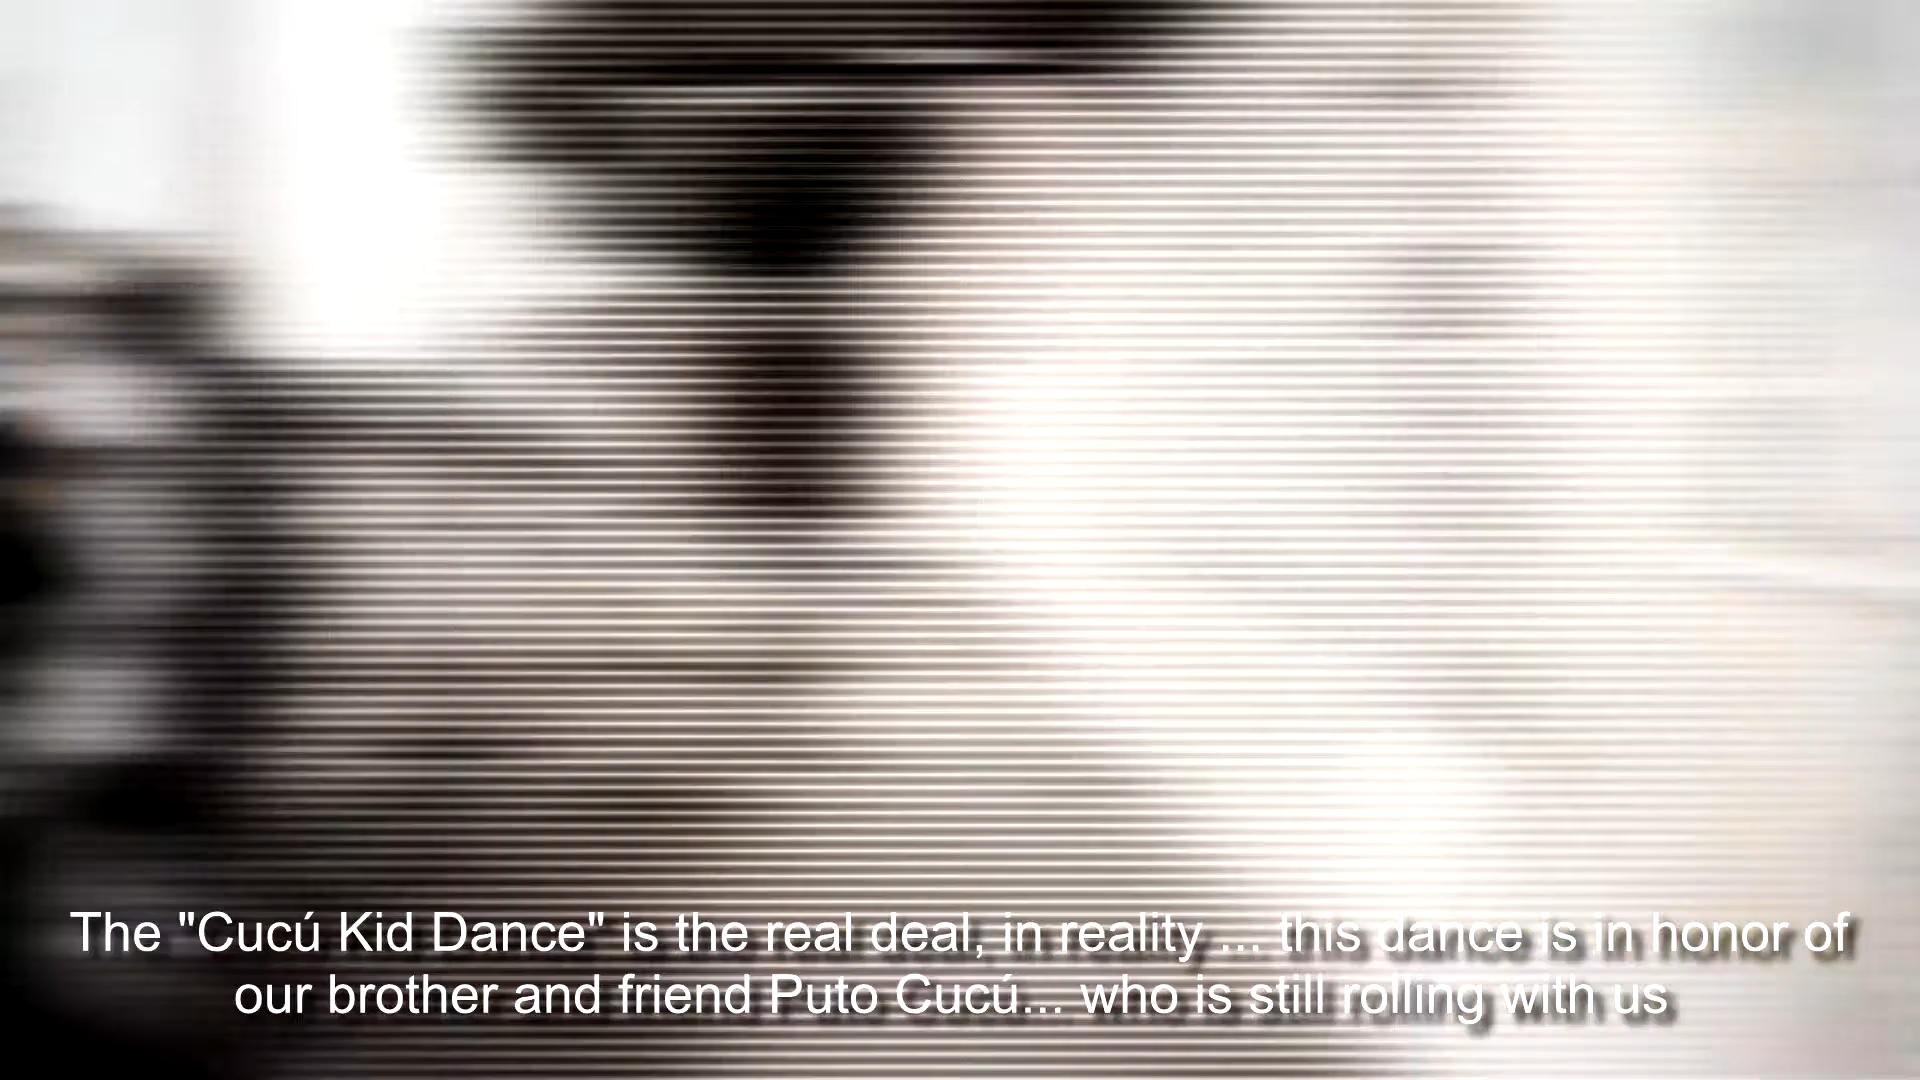 The "Cucú Kid Dance" is the real deal, in reality ... this dance is in honor of
our brother and friend Puto Cucú... who is still rolling with us